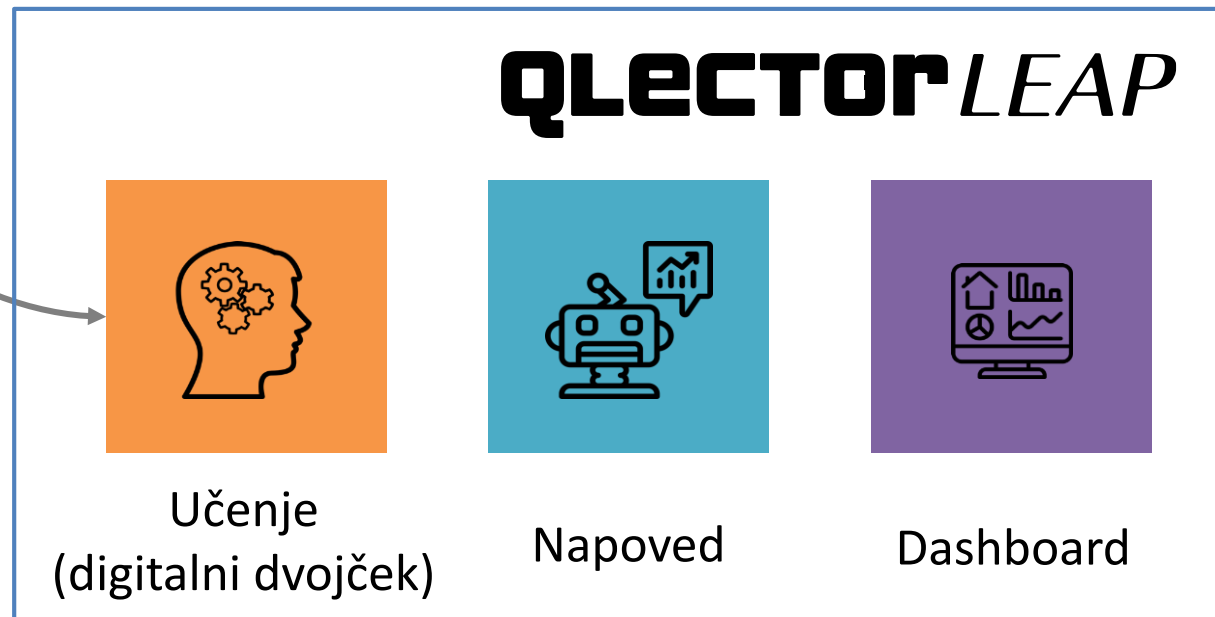 QLECTOR LEAP
Učenje
(digitalni dvojček)
Napoved
Dashboard